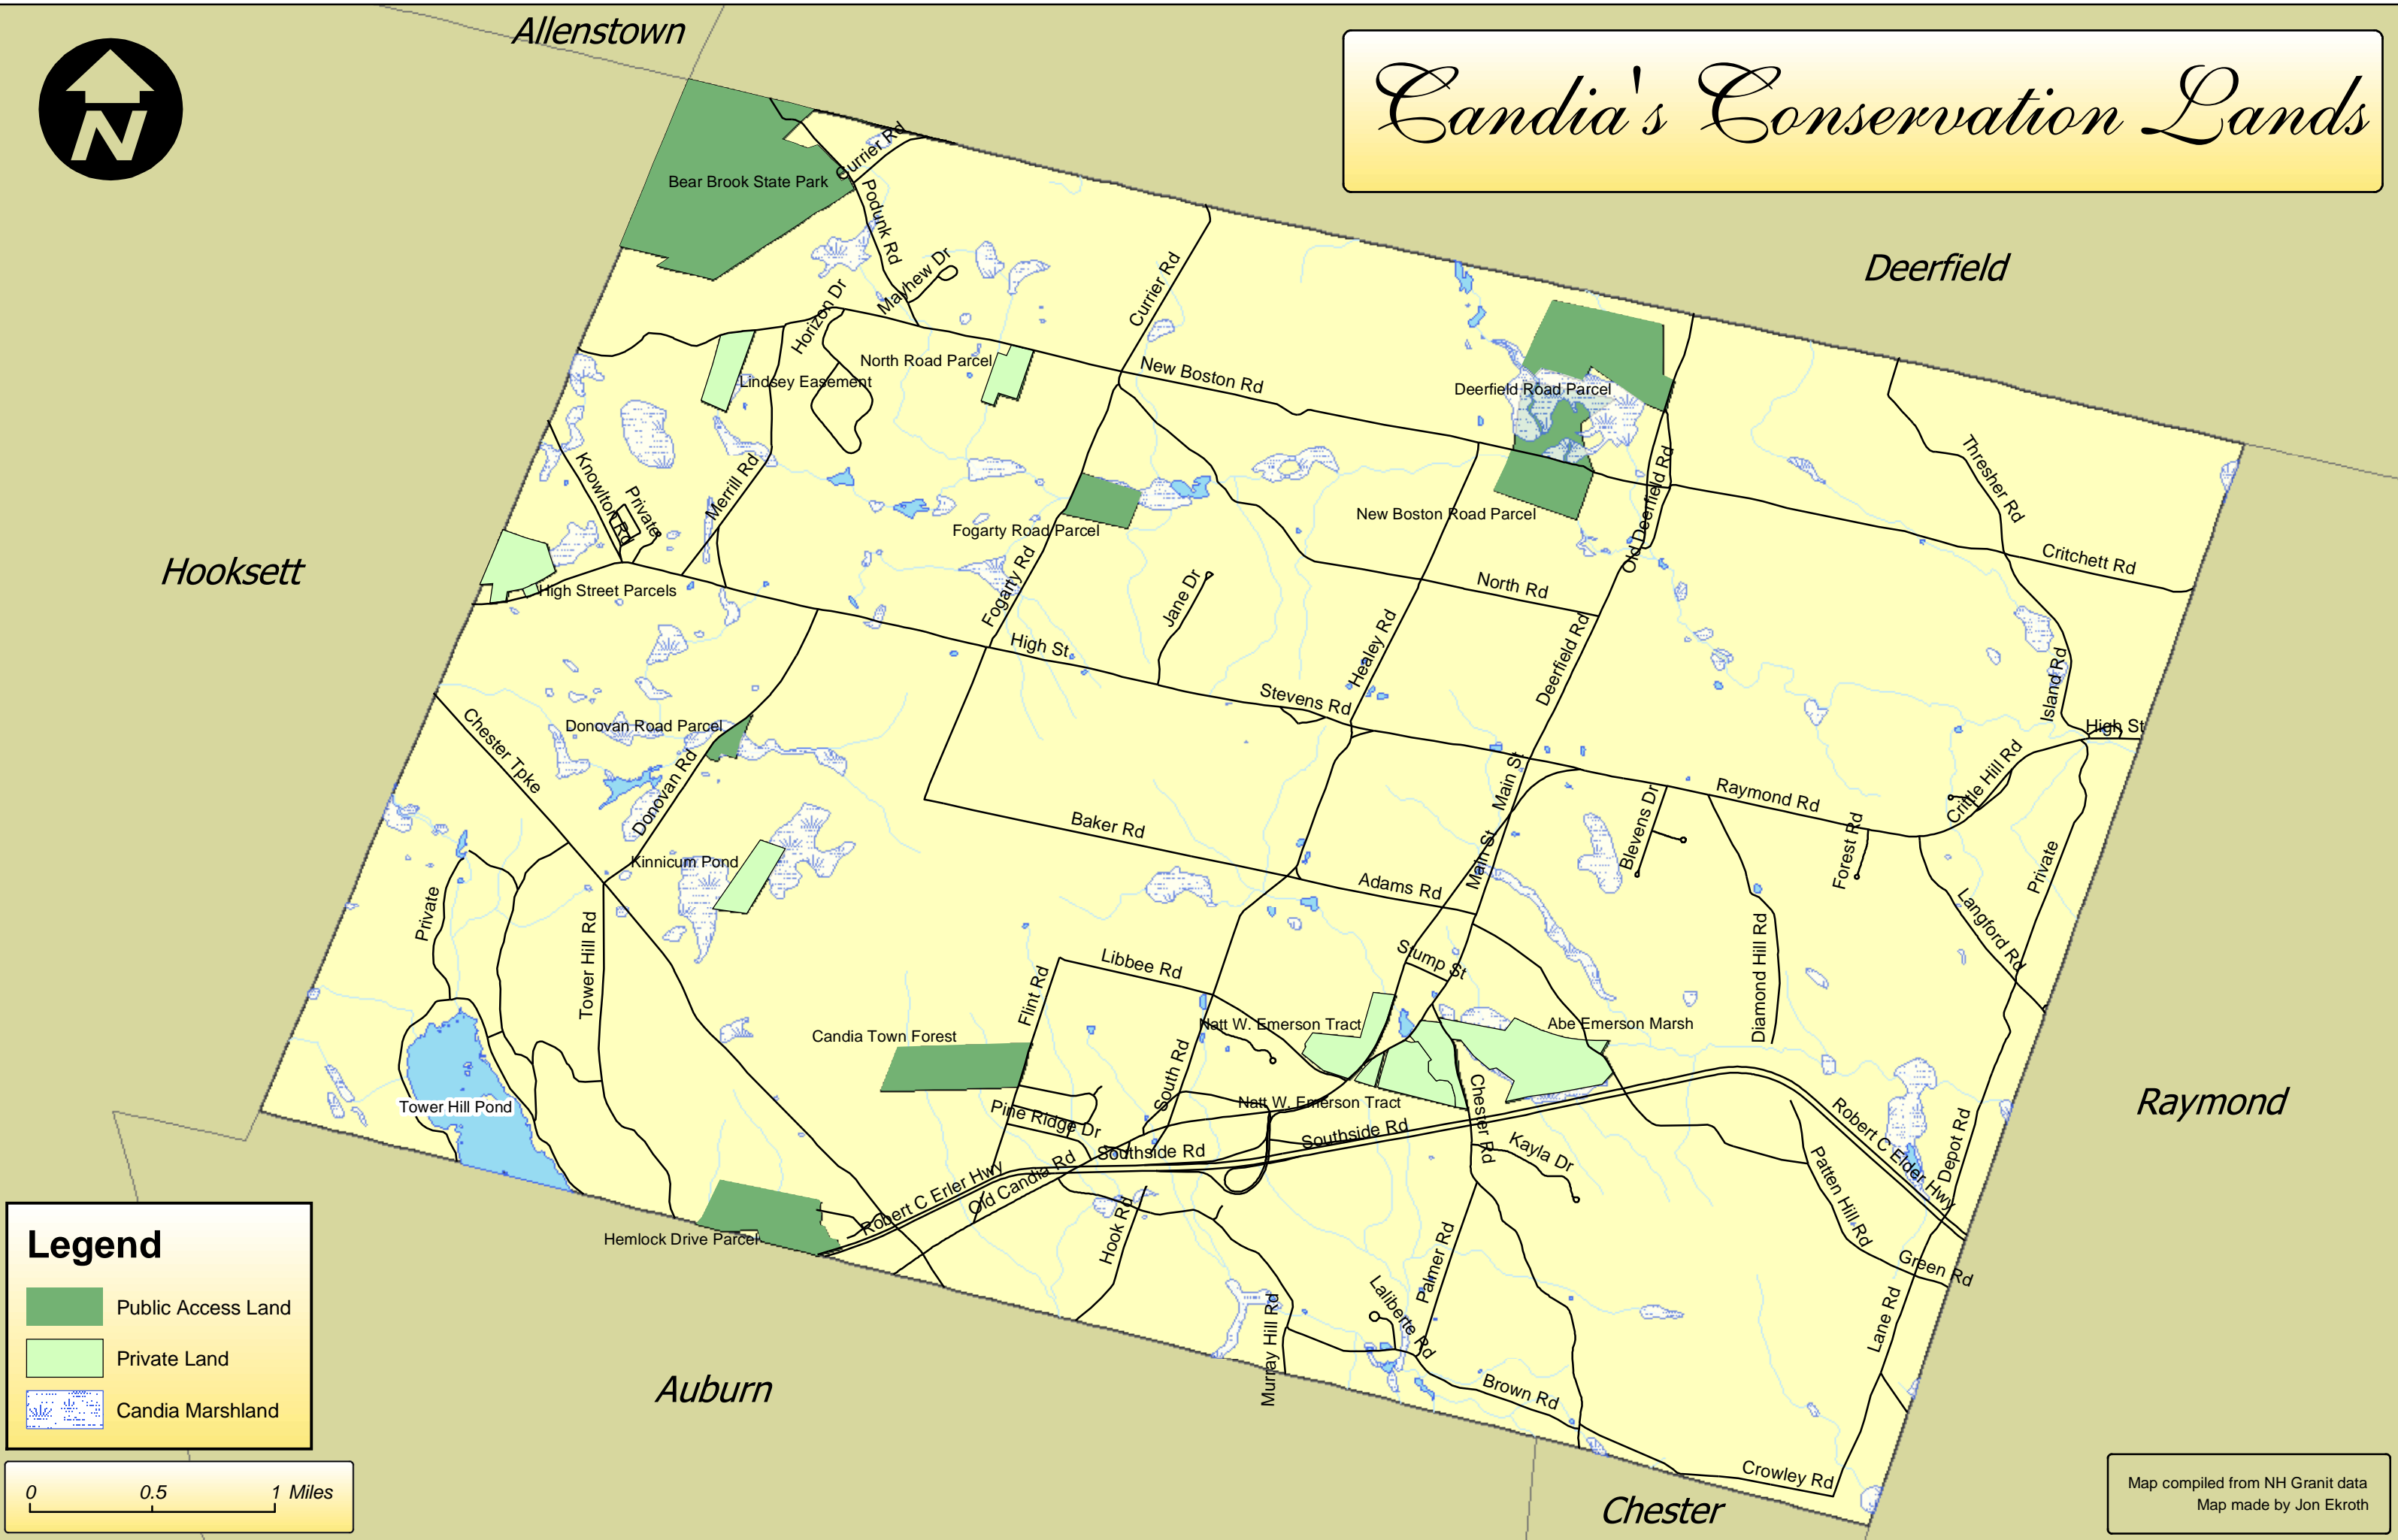 Allenstown
Candia's Conservation Lands
N
Currier Rd
Bear Brook State Park
Podunk Rd
Deerfield
Mayhew Dr
Currier Rd
Horizon Dr
North Road Parcel
New Boston Rd
Lindsey Easement
Deerfield Road Parcel
Thresher Rd
Knowlton Rd
Private
Merrill Rd
Old Deerfield Rd
New Boston Road Parcel
Fogarty Road Parcel
Critchett Rd
Hooksett
High Street Parcels
Fogarty Rd
Jane Dr
North Rd
High St
Healey Rd
Deerfield Rd
Stevens Rd
Island Rd
High St
Donovan Road Parcel
Chester Tpke
Donovan Rd
Main St
Raymond Rd
Crittle Hill Rd
Baker Rd
Blevens Dr
Forest Rd
Private
Kinnicum Pond
Main St
Adams Rd
Private
Tower Hill Rd
Langford Rd
Stump St
Libbee Rd
Diamond Hill Rd
Flint Rd
Candia Town Forest
Natt W. Emerson Tract
Abe Emerson Marsh
South Rd
Tower Hill Pond
Pine Ridge Dr
Natt W. Emerson Tract
Chester Rd
Robert C Elder Hwy
Raymond
Southside Rd
Southside Rd
Kayla Dr
Depot Rd
Patten Hill Rd
Robert C Erler Hwy
Old Candia Rd
Hook Rd
Hemlock Drive Parcel
Palmer Rd
Green Rd
Laliberte Rd
Murray Hill Rd
Lane Rd
Brown Rd
Auburn
Crowley Rd
Chester
Legend
Public Access Land
Private Land
Candia Marshland
0 0.5 1 Miles
Map compiled from NH Granit data
Map made by Jon Ekroth